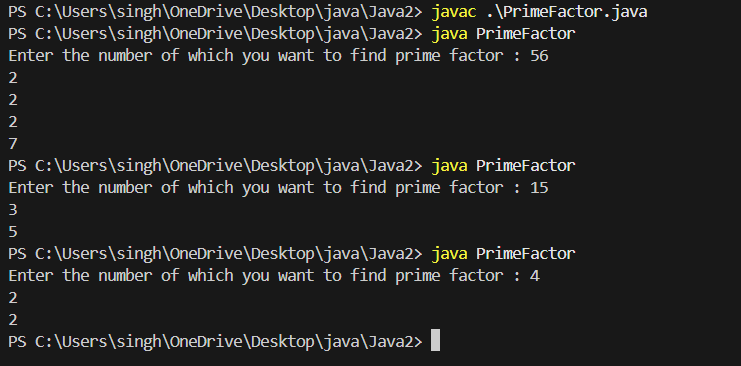 PS C:\Users\singh\OneDrive\Desktop\java\Java2> javac .\PrimeFactor.java
PS C:\Users\singh\OneDrive\Desktop\java\Java2> java PrimeFactor
Enter the number of which you want to find prime factor : 56
2
2
2
7
PS C:\Users\singh\OneDrive\Desktop\java\Java2> java PrimeFactor
Enter the number of which you want to find prime factor : 15
3
5
PS C:\Users\singh\OneDrive\Desktop\java\Java2> java PrimeFactor
Enter the number of which you want to find prime factor : 4
2
2
PS C:\Users\singh\OneDrive\Desktop\java\Java2>